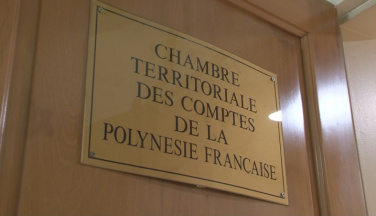 CHAMBRE
TERRITORIALE
DES COMPTES
DE LA
POLYNESIE FRANCAISE